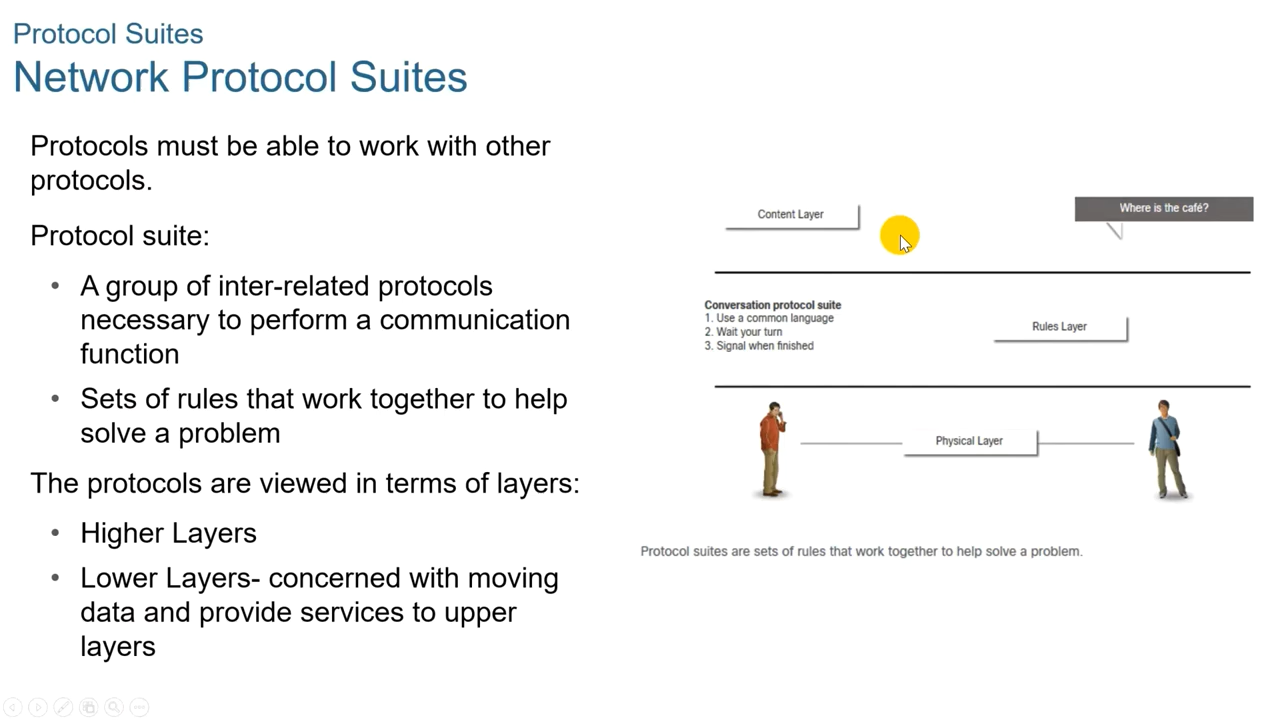 Protocol Suites
Network Protocol Suites
Protocols must be able to work with other
protocols.
Protocol suite:
• A group of inter-related protocols
necessary to perform a communication
function
• Sets of rules that work together to help
solve a problem
The protocols are viewed in terms of layers:
• Higher Layers
• Lower Layers- concerned with moving
data and provide services to upper
layers
Content Layer
Where is the café?
Conversation protocol suite
1. Use a common language
2. Wait your turn
3. Signal when finished
Rules Layer
Physical Layer
Protocol suites are sets of rules that work together to help solve a problem.